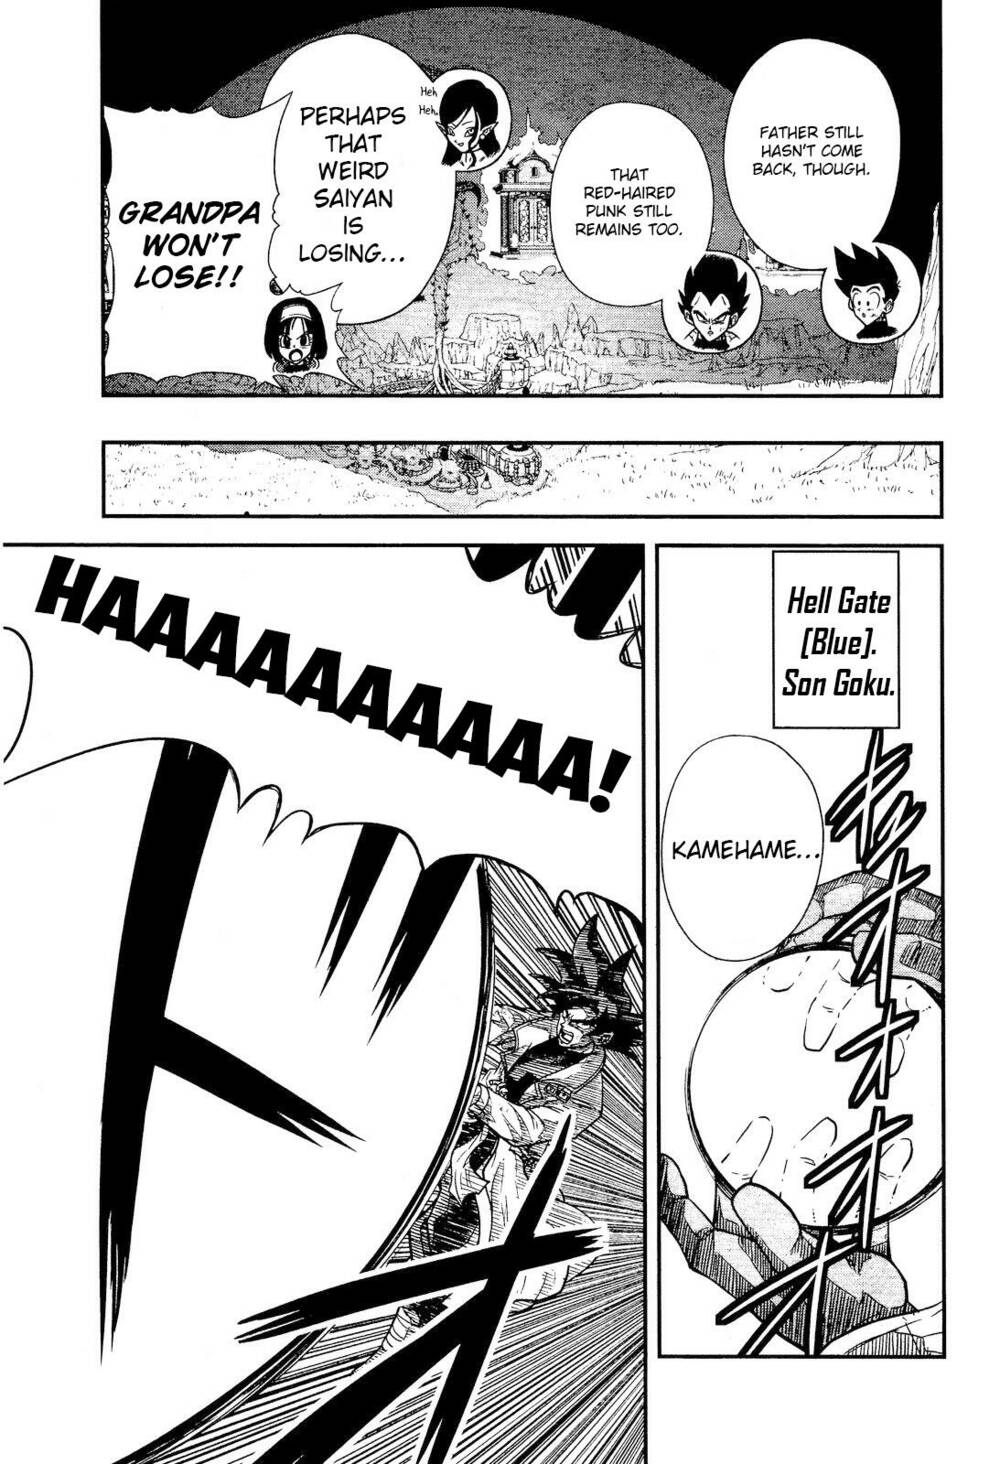 FATHER STILL
HASN'T COME
BACK, THOUGH.
THAT
RED-HAIRED
PUNK STILL
REMAINS TOO.
Heh
Heh.
PERHAPS
THAT
WEIRD
SAIYAN
IS
LOSING...
GRANDPA
WON'T
LOSE!!
Hell Gate
[Blue].
Son Goku.
KAMEHAME...
HAAAAAAAAAA!